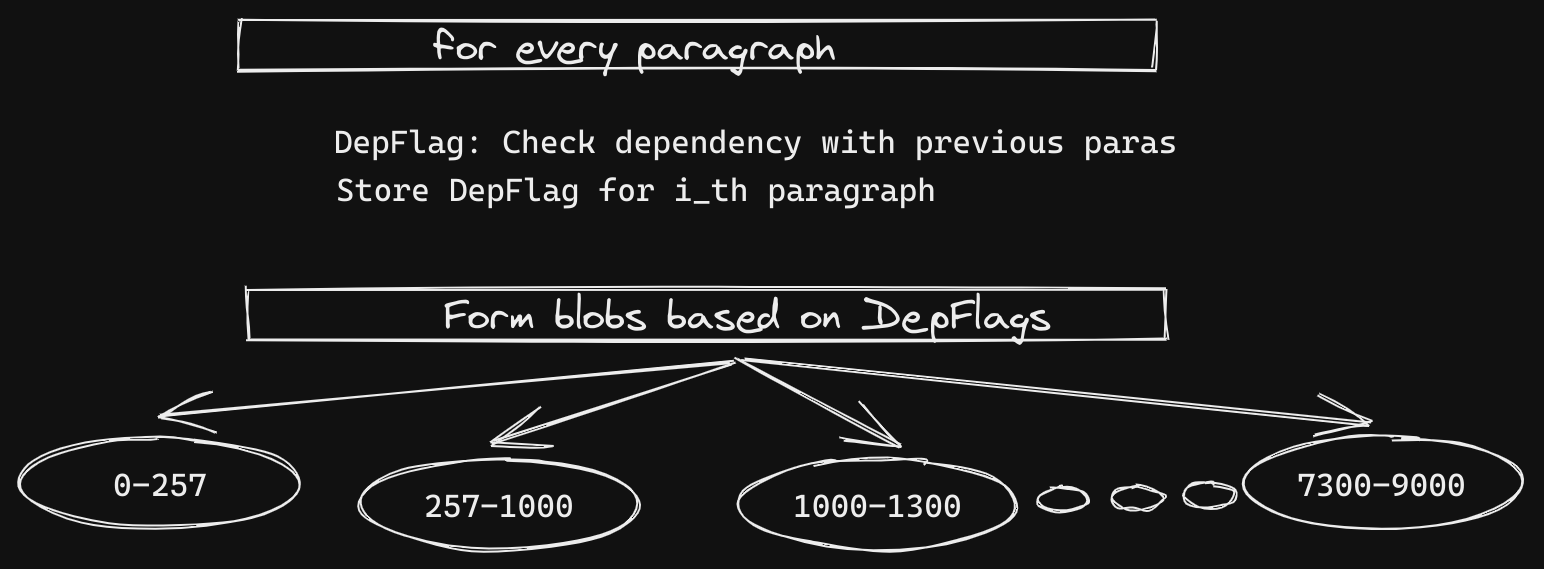 for every paragraph
DepFlag: Check dependency with previous paras
Store DepFlag for i_th paragraph
Form blobs based on DepFlags
0-257
257-1000
1000-1300
7300-9000